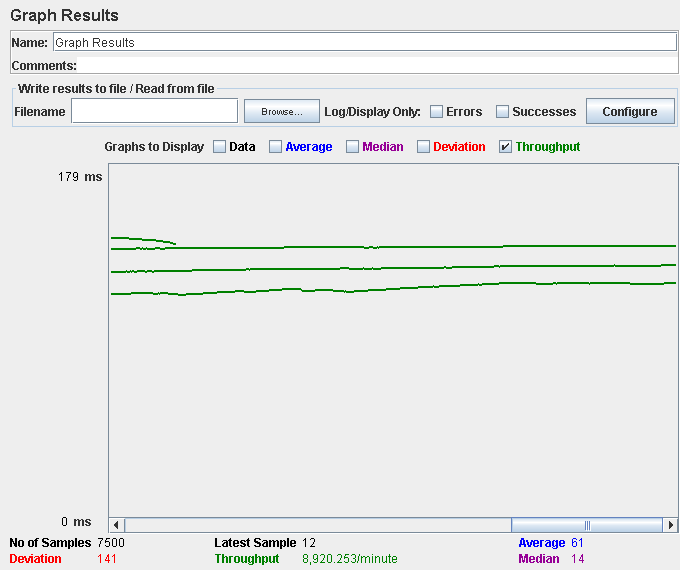 Graph Results
Name: Graph Results
Comments:
Write results to file / Read from file
Filename Browse... Log/Display Only: Errors Successes Configure
Graphs to Display Data Average Median Deviation Throughput
179 ms
0 ms
No of Samples 7500 Latest Sample 12 Average 61
Deviation 141 Throughput 8,920.253/minute Median 14